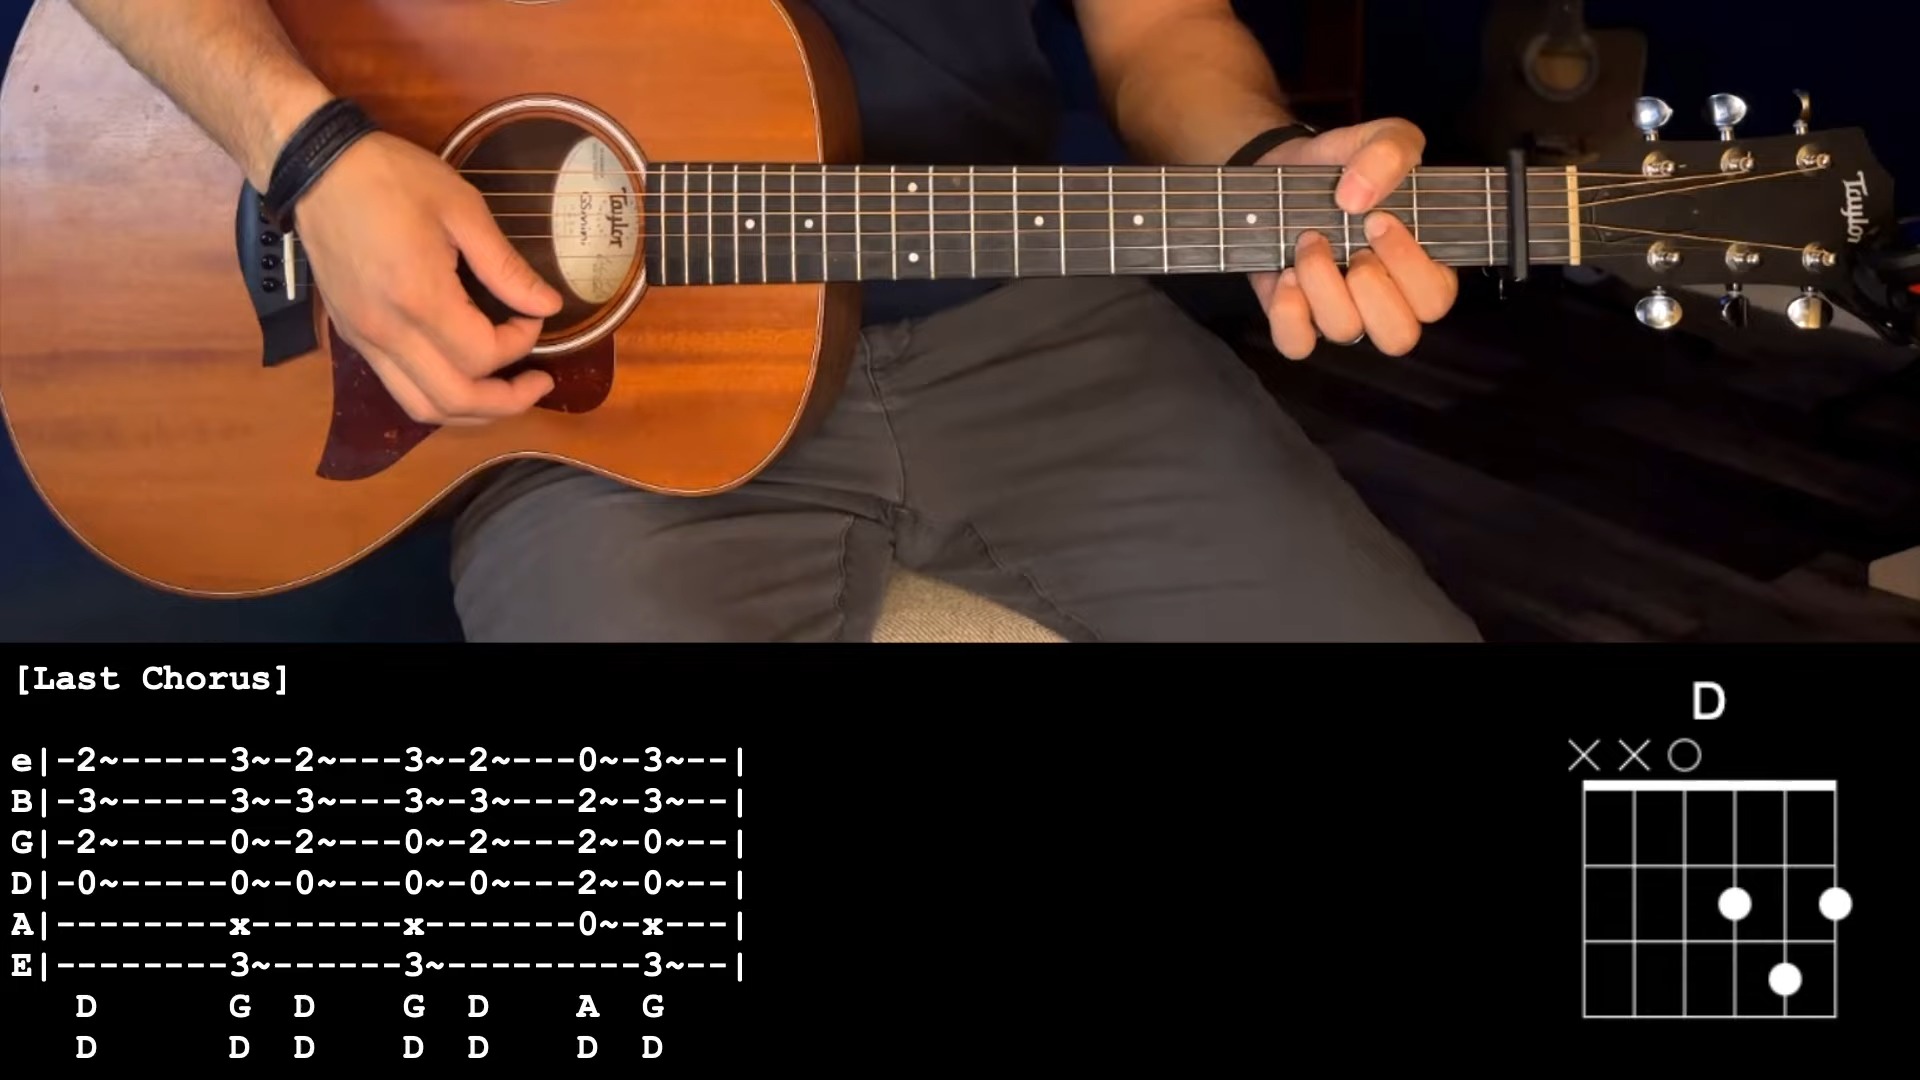 Taylor
GSmini
Taylor
[Last Chorus]
e|-2~-----3~-2~---3~-2~---0~-3~--|
B|-3~-----3~-3~---3~-3~---2~-3~--|
G|-2~-----0~-2~---0~-2~---2~-0~--|
D|-0~-----0~-0~---0~-0~---2~-0~--|
A|--------x-------x-------0~-x---|
E|--------3~------3~---------3~--|
D G D G D A G
D D D D D D D
D